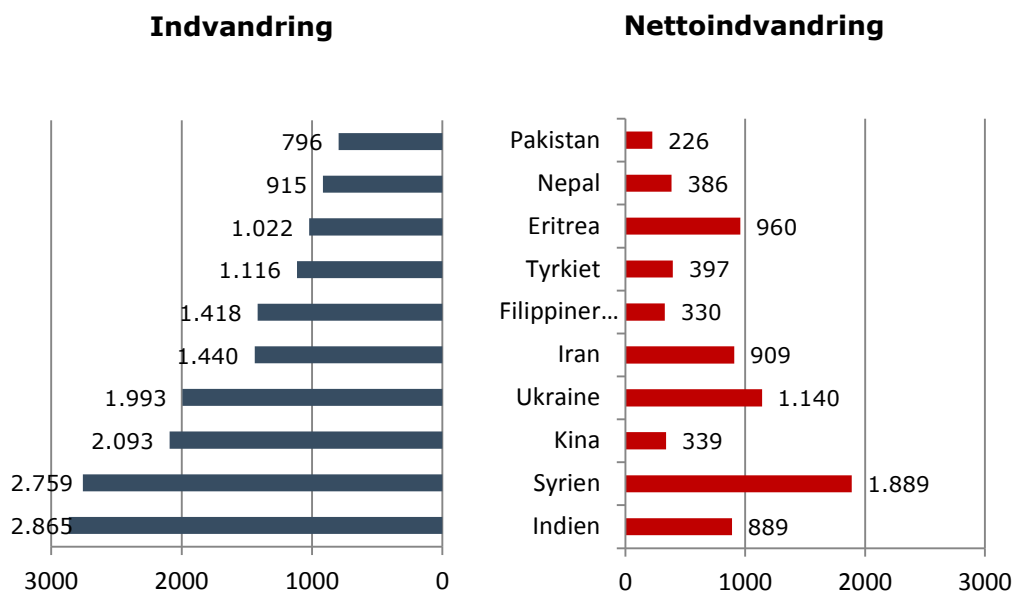 Indvandring Nettoindvandring
796 Pakistan 226
915 Nepal 386
1.022 Eritrea 960
1.116 Tyrkiet 397
1.418 Filippiner… 330
1.440 Iran 909
1.993 Ukraine 1.140
2.093 Kina 339
2.759 Syrien 1.889
2.865 Indien 889
3000 2000 1000 0 0 1000 2000 3000